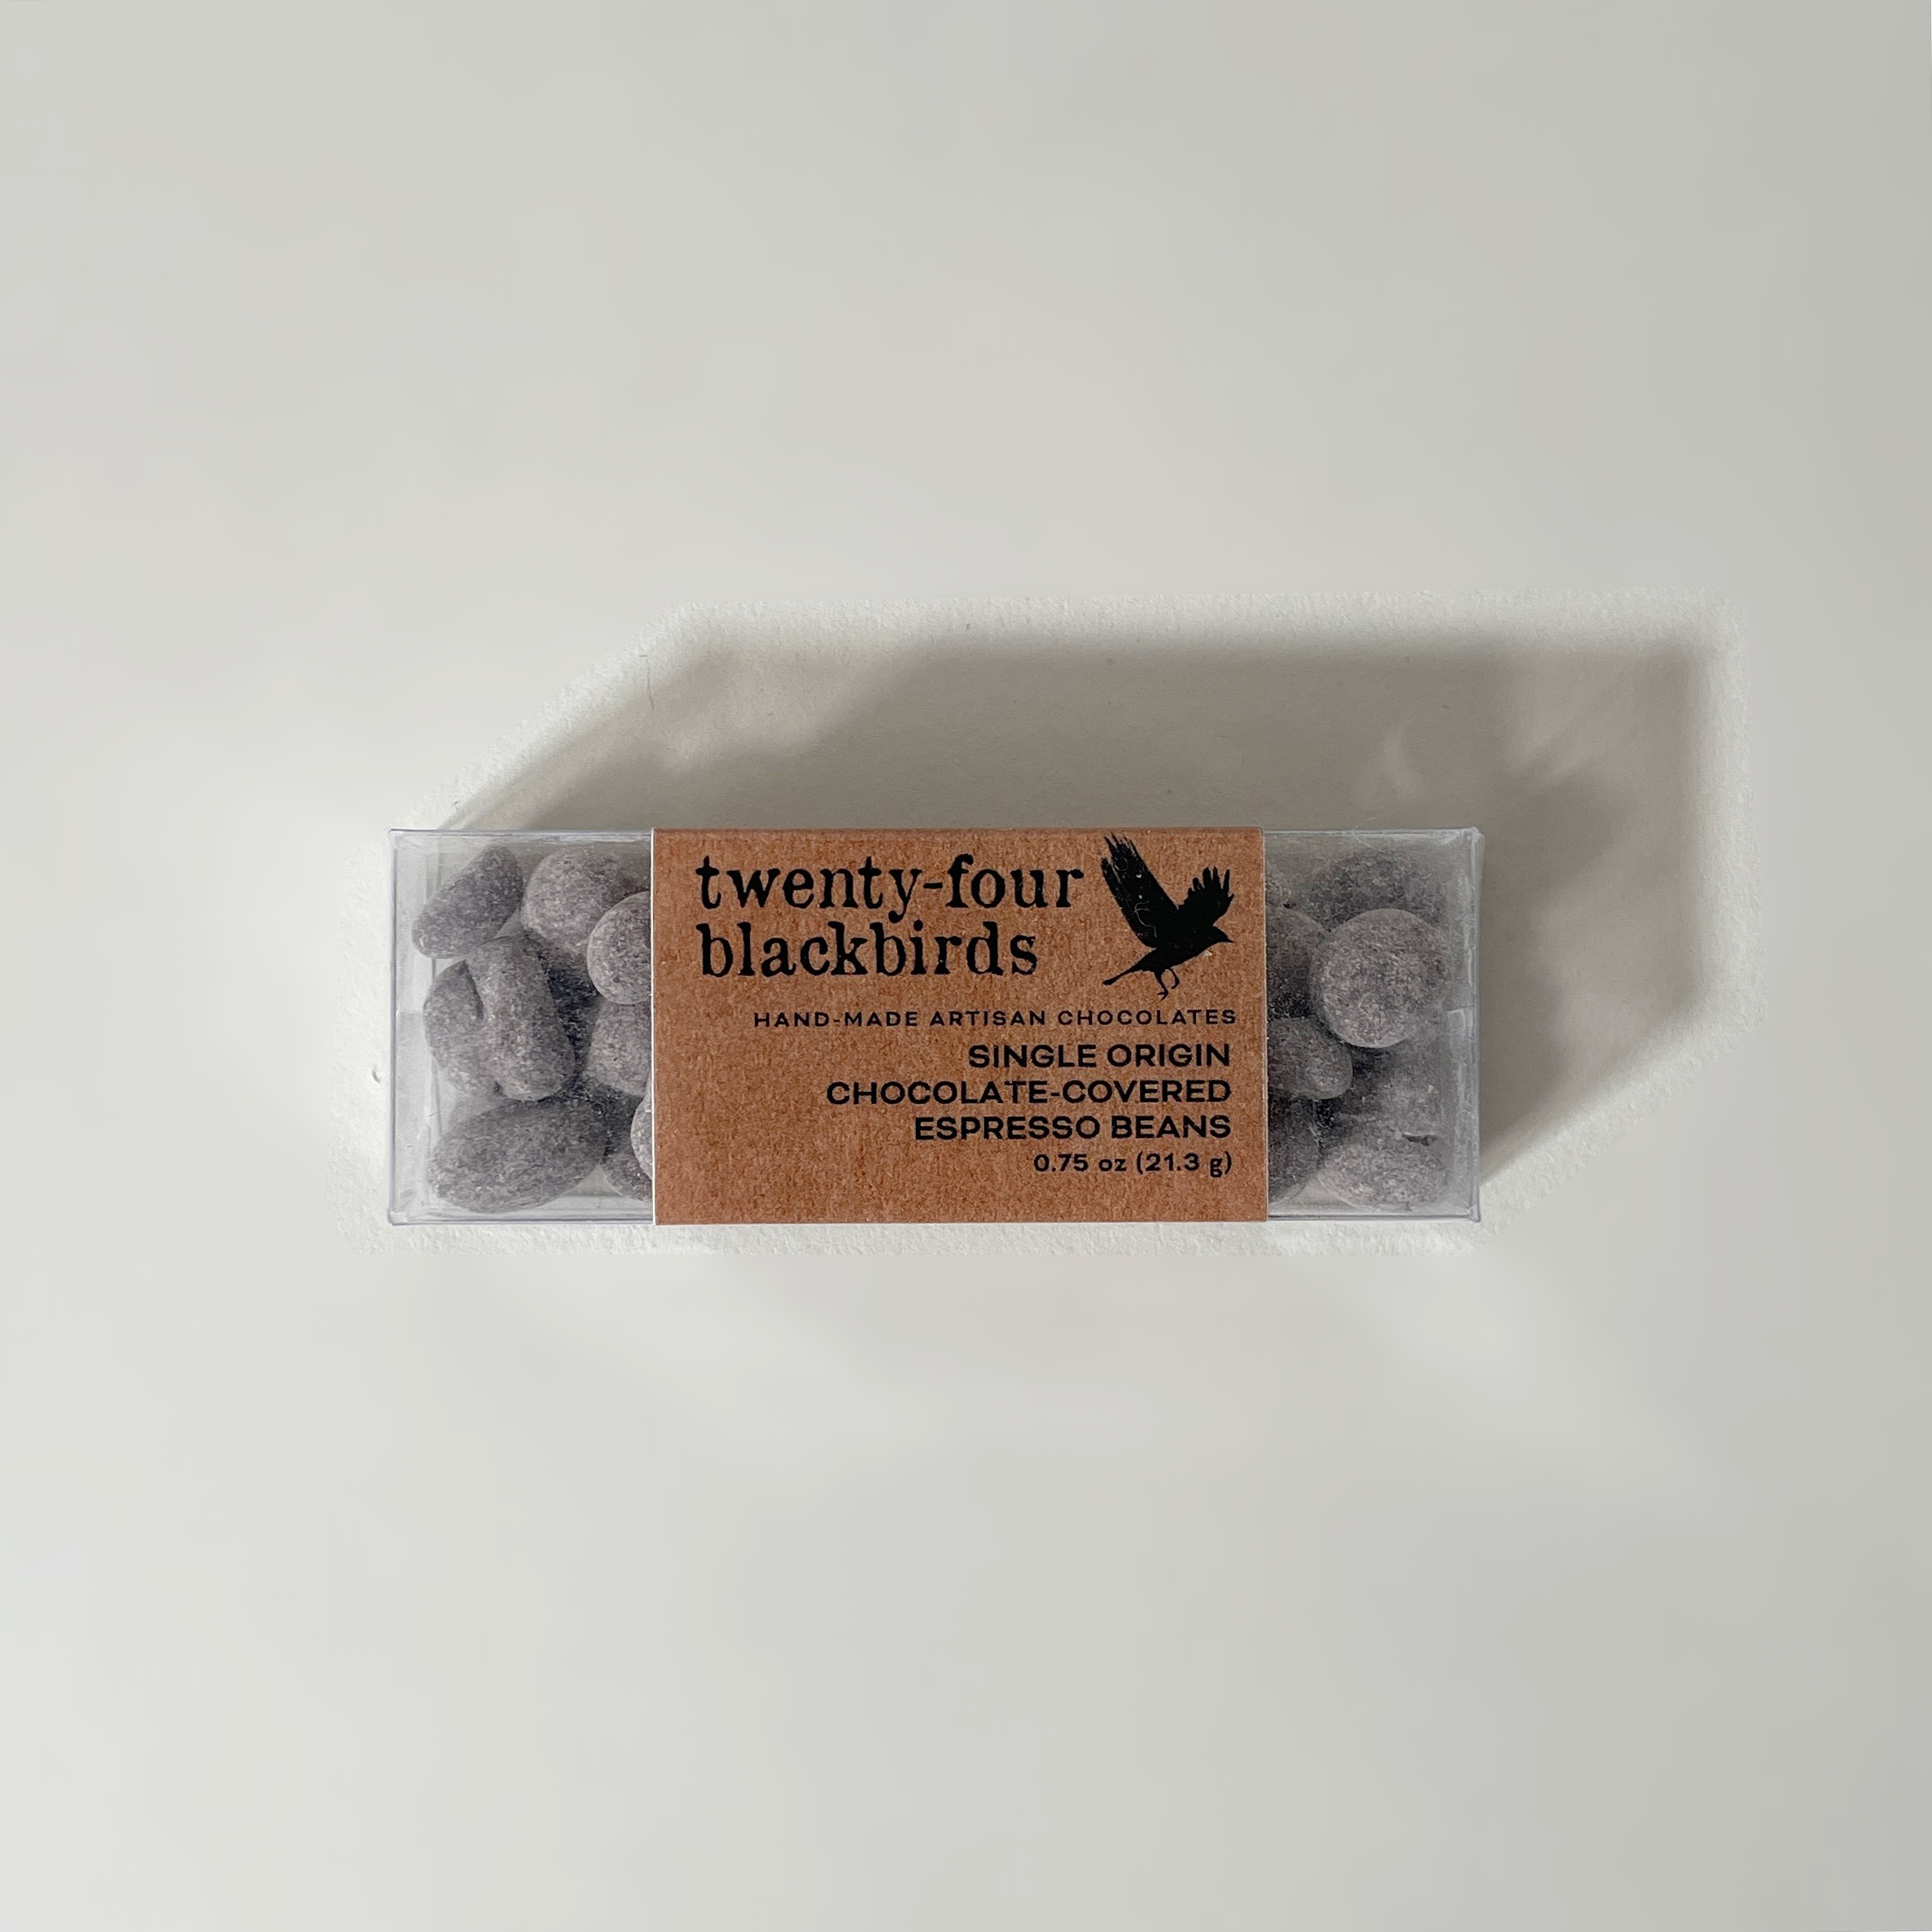 twenty-four
blackbirds
HAND-MADE ARTISAN CHOCOLATES
SINGLE ORIGIN
CHOCOLATE-COVERED
ESPRESSO BEANS
0.75 oz (21.3 g)